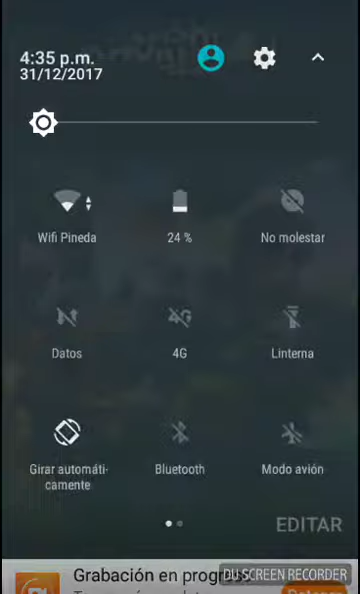 4:35 p.m.
31/12/2017
Wifi Pineda
24 %
No molestar
Datos
4G
4G
Linterna
Girar automáti-
camente
Bluetooth
Modo avión
EDITAR
Grabación en progreso
DU SCREEN RECORDER